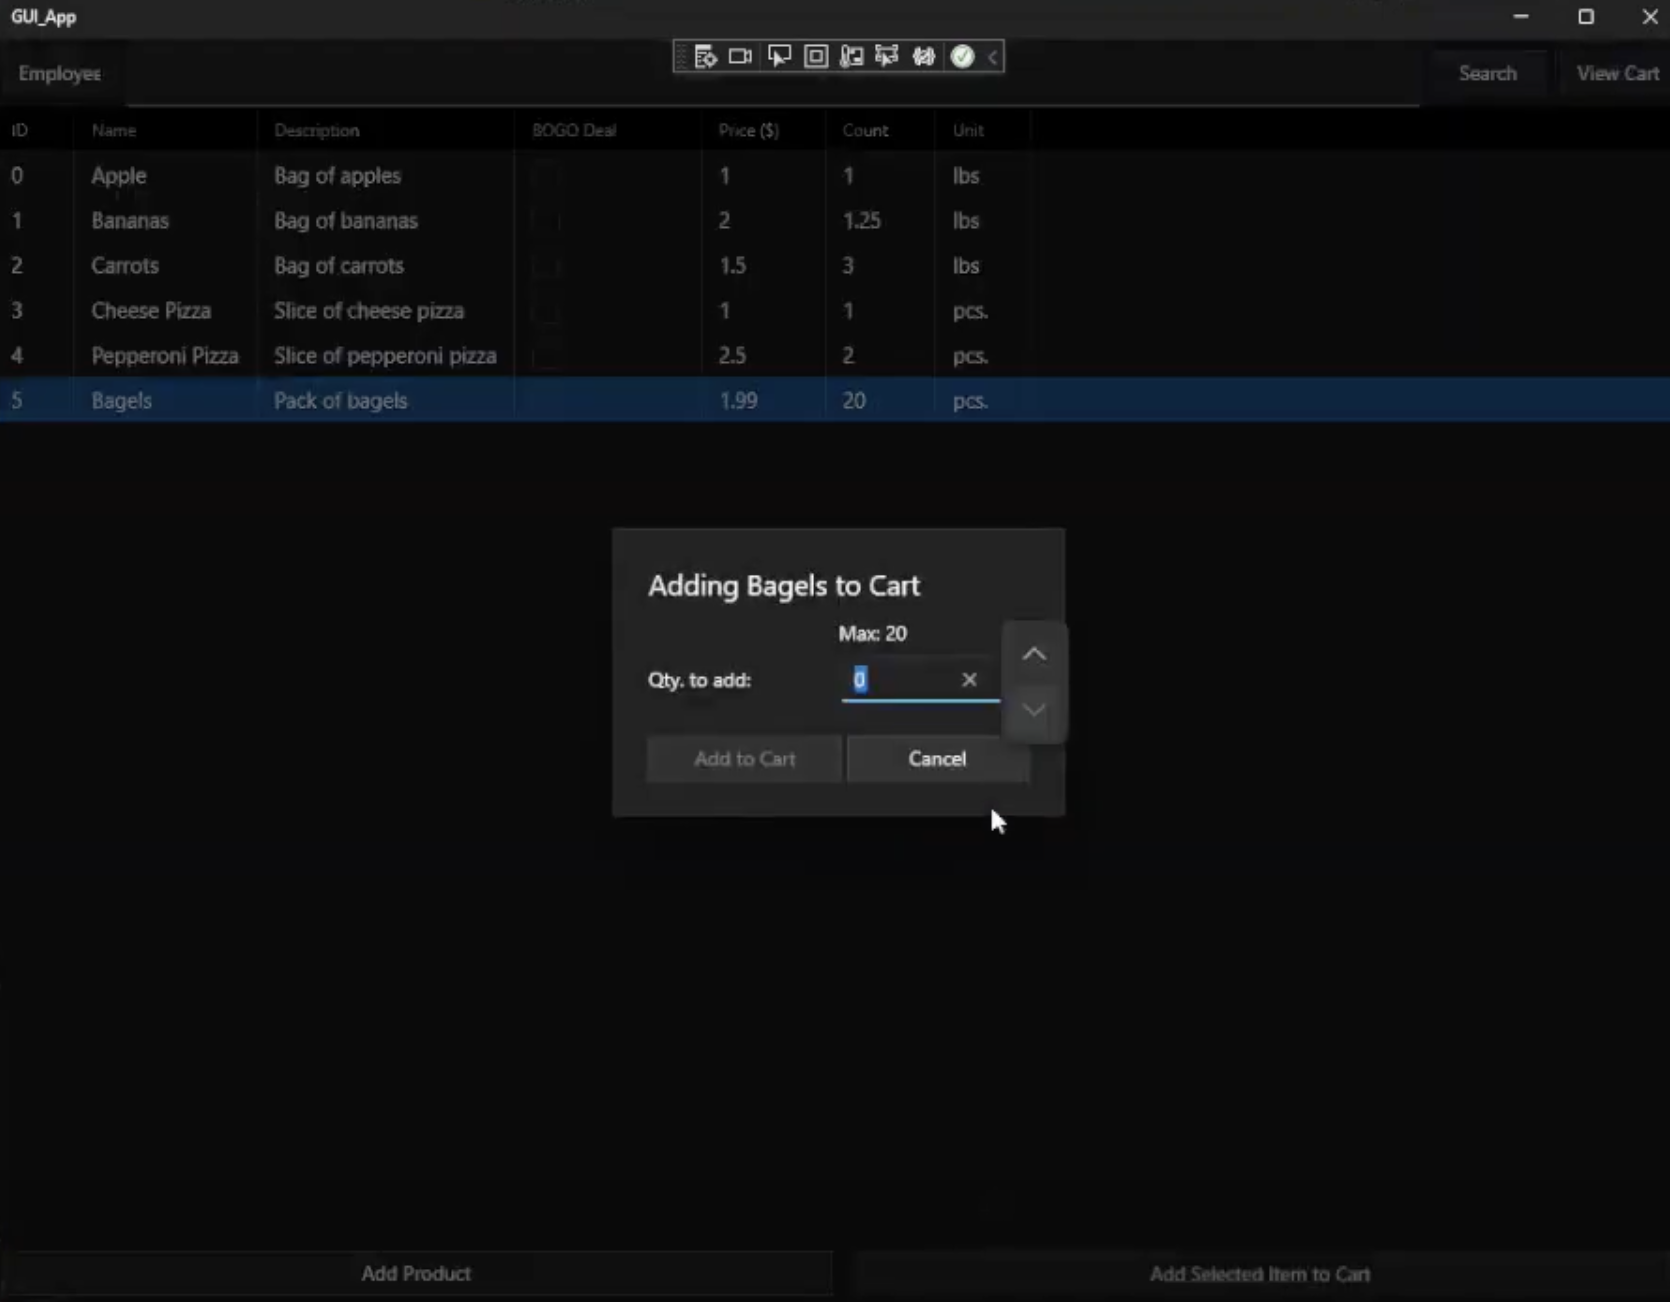 GUI_App
Employee
Search
View Cart
ID Name Description BOGO Deal Price ($) Count Unit
0 Apple Bag of apples 1 1 lbs
1 Bananas Bag of bananas 2 1.25 lbs
2 Carrots Bag of carrots 1.5 3 lbs
3 Cheese Pizza Slice of cheese pizza 1 1 pcs.
4 Pepperoni Pizza Slice of pepperoni pizza 2.5 2 pcs.
5 Bagels Pack of bagels 1.99 20 pcs.
Adding Bagels to Cart
Max: 20
Qty. to add: 0
Add to Cart Cancel
Add Product Add Selected Item to Cart